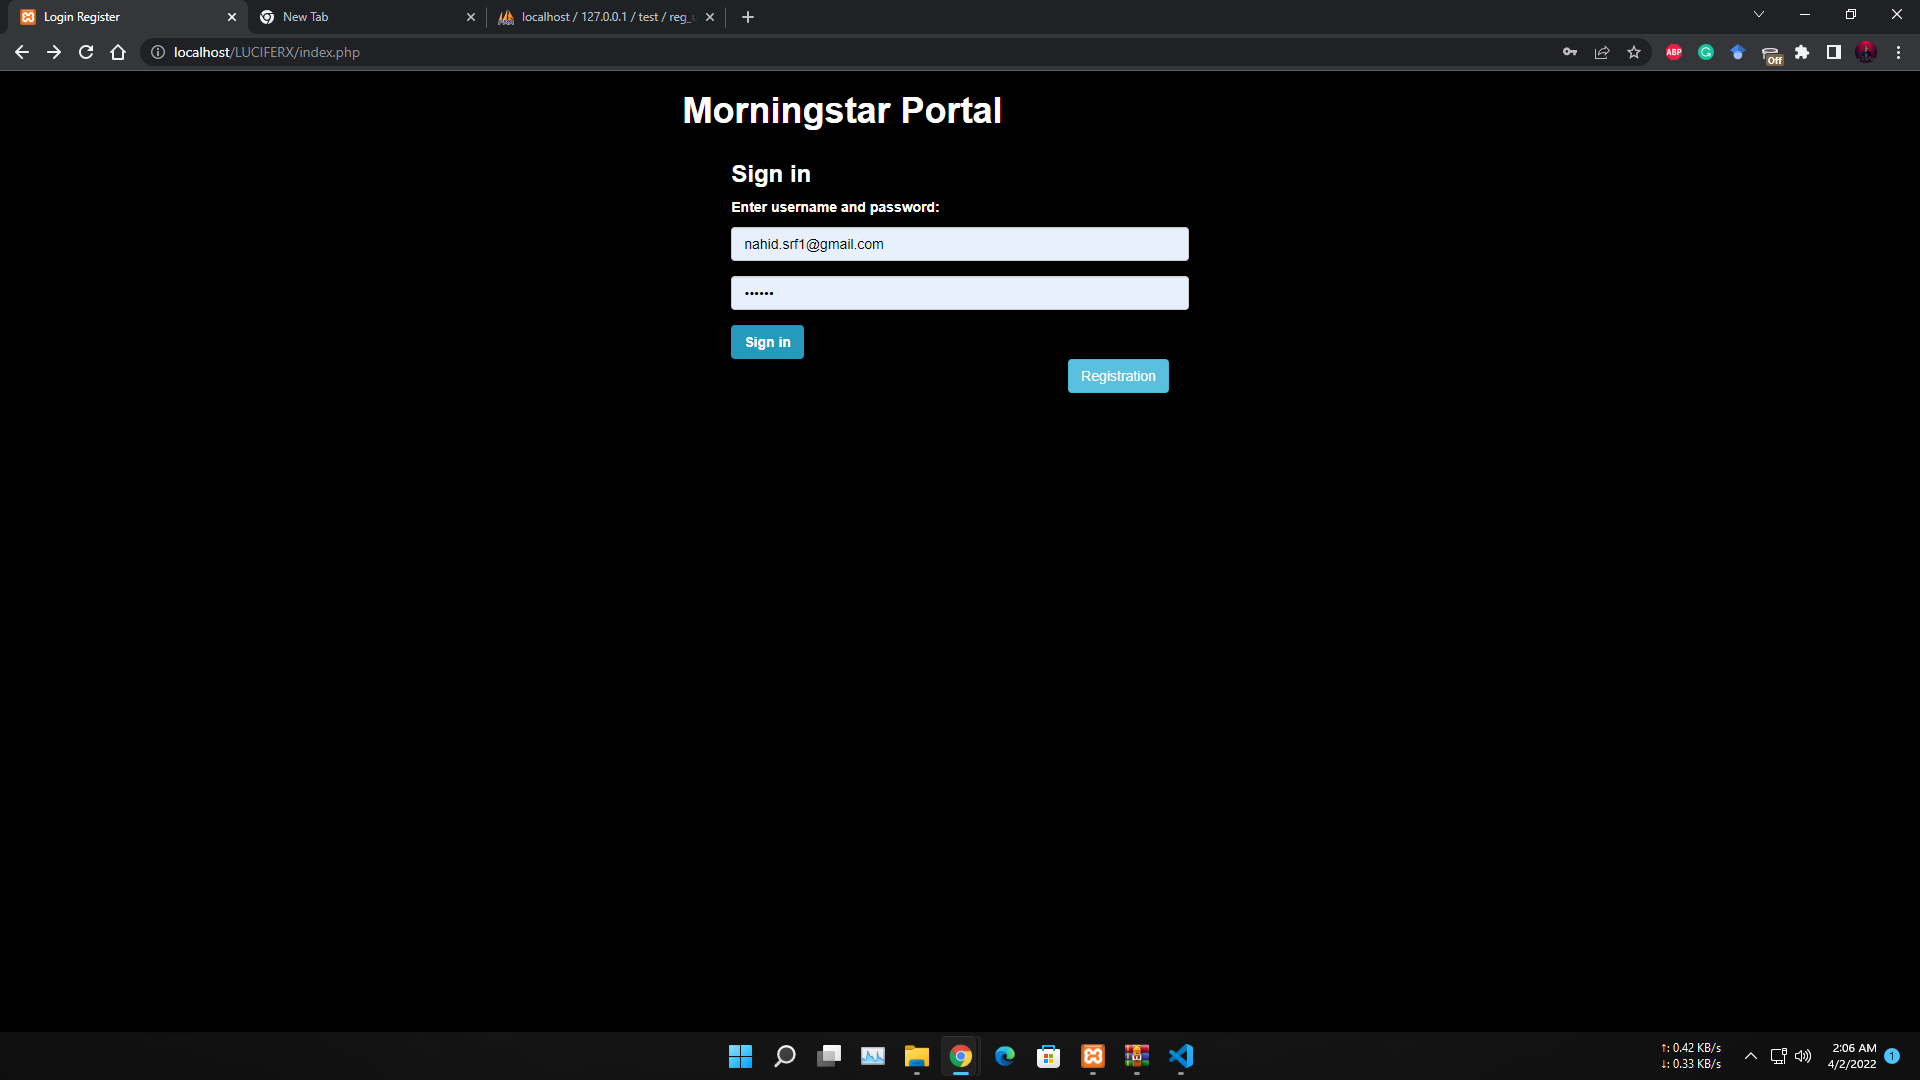 Login Register
New Tab
localhost / 127.0.0.1 / test / reg_
localhost/LUCIFERX/index.php
ABP
G
Off
Morningstar Portal
Sign in
Enter username and password:
nahid.srf1@gmail.com
••••••
Sign in
Registration
↑: 0.42 KB/s
↓: 0.33 KB/s
2:06 AM
4/2/2022
1